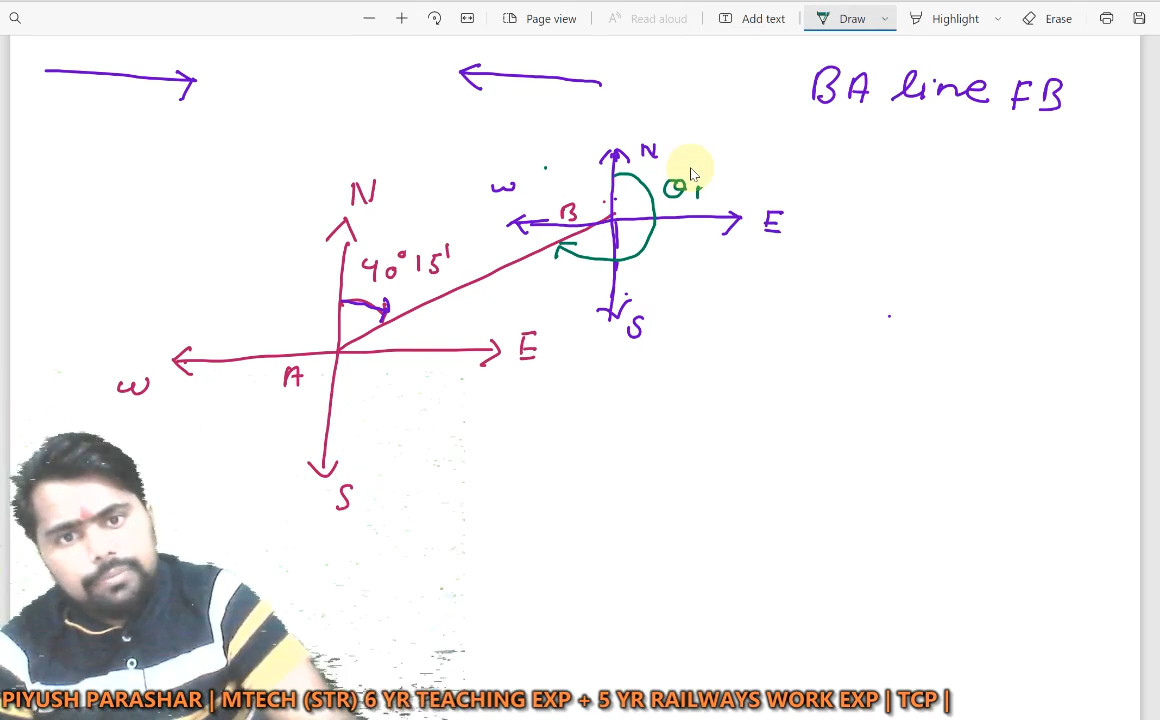 Page view
Read aloud
Add text
Draw
Highlight
Erase
BA line FB
N
W
B
θ1
E
S
N
40° 15'
E
W
A
S
PIYUSH PARASHAR | MTECH (STR) 6 YR TEACHING EXP + 5 YR RAILWAYS WORK EXP | TCP |